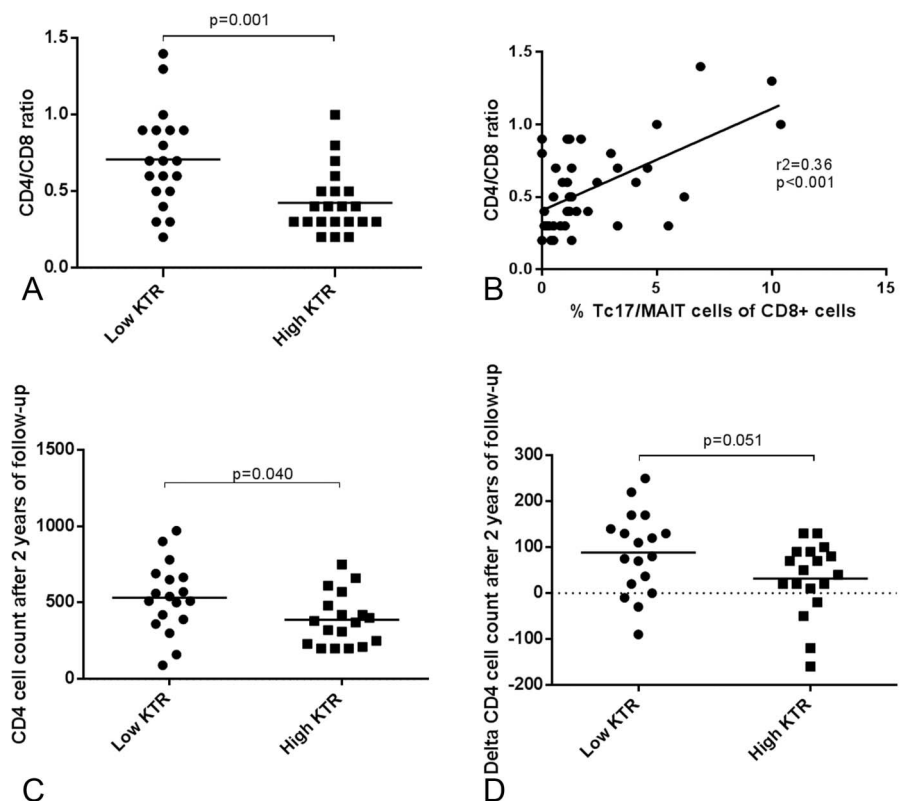 p=0.001
1.5
1.0
0.5
0.0
CD4/CD8 ratio
Low KTR
High KTR
A
1.5
1.0
0.5
0.0
CD4/CD8 ratio
r2=0.36
p<0.001
0
5
10
15
% Tc17/MAIT cells of CD8+ cells
B
CD4 cell count after 2 years of follow-up
1500
1000
500
0
p=0.040
Low KTR
High KTR
C
Delta CD4 cell count after 2 years of follow-up
300
200
100
0
-100
-200
p=0.051
Low KTR
High KTR
D